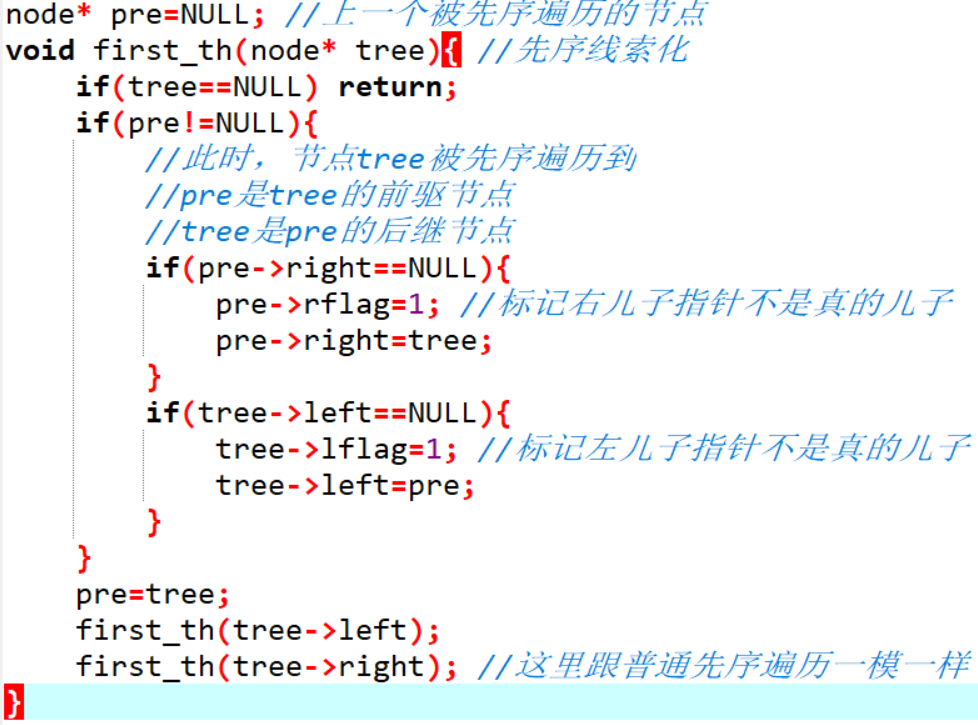 node* pre=NULL; //上一个被先序遍历的节点
void first_th(node* tree){ //先序线索化
    if(tree==NULL) return;
    if(pre!=NULL){
        //此时，节点tree被先序遍历到
        //pre是tree的前驱节点
        //tree是pre的后继节点
        if(pre->right==NULL){
            pre->rflag=1; //标记右儿子指针不是真的儿子
            pre->right=tree;
        }
        if(tree->left==NULL){
            tree->lflag=1; //标记左儿子指针不是真的儿子
            tree->left=pre;
        }
    }
    pre=tree;
    first_th(tree->left);
    first_th(tree->right); //这里跟普通先序遍历一模一样
}